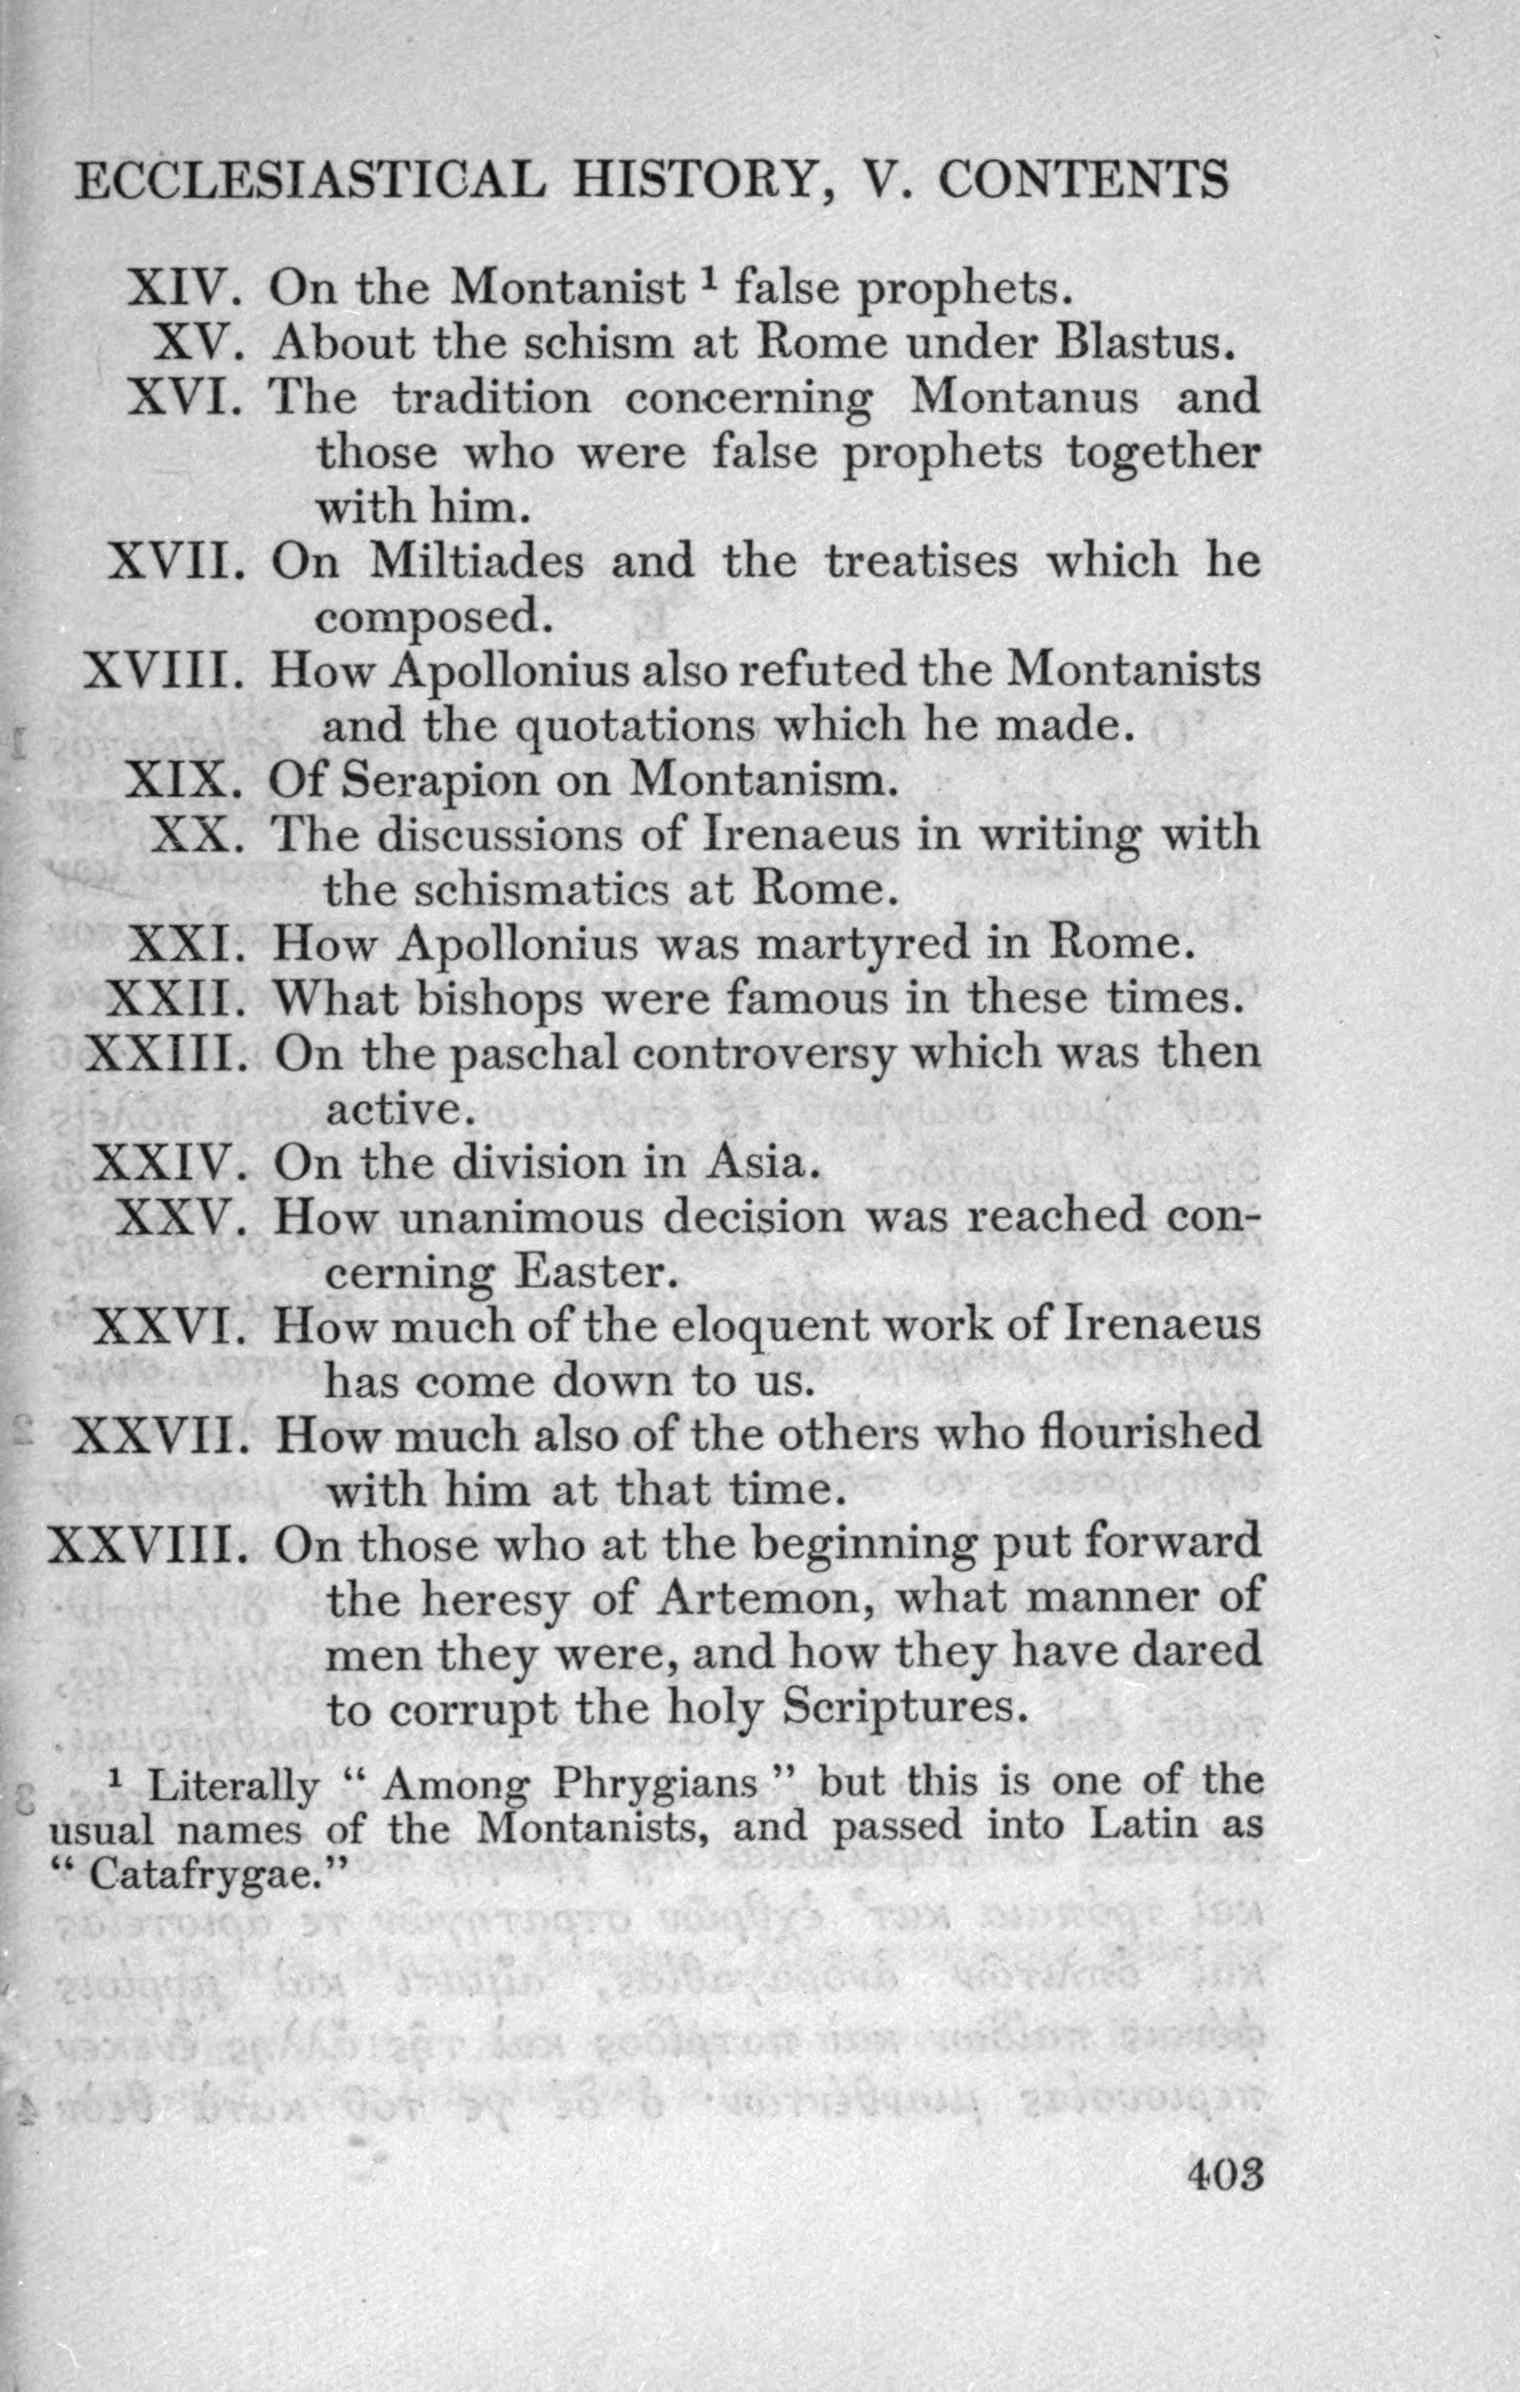 ECCLESIASTICAL HISTORY, V. CONTENTS
XIV. On the Montanist ¹ false prophets.
XV. About the schism at Rome under Blastus.
XVI. The tradition concerning Montanus and
those who were false prophets together
with him.
XVII. On Miltiades and the treatises which he
composed.
XVIII. How Apollonius also refuted the Montanists
and the quotations which he made.
XIX. Of Serapion on Montanism.
XX. The discussions of Irenaeus in writing with
the schismatics at Rome.
XXI. How Apollonius was martyred in Rome.
XXII. What bishops were famous in these times.
XXIII. On the paschal controversy which was then
active.
XXIV. On the division in Asia.
XXV. How unanimous decision was reached con-
cerning Easter.
XXVI. How much of the eloquent work of Irenaeus
has come down to us.
XXVII. How much also of the others who flourished
with him at that time.
XXVIII. On those who at the beginning put forward
the heresy of Artemon, what manner of
men they were, and how they have dared
to corrupt the holy Scriptures.
¹ Literally “ Among Phrygians ” but this is one of the
usual names of the Montanists, and passed into Latin as
“ Catafrygae.”
403